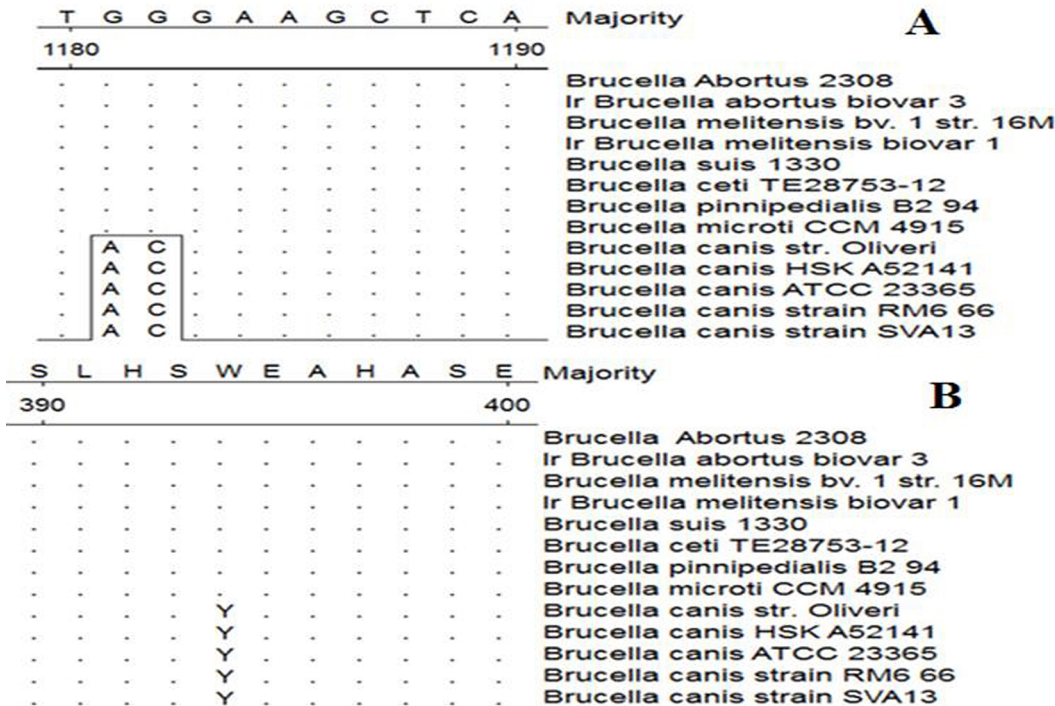 T G G G A A G C T C A Majority A
1180 1190
. . . . . . . . . . . Brucella Abortus 2308
. . . . . . . . . . . Ir Brucella abortus biovar 3
. . . . . . . . . . . Brucella melitensis bv. 1 str. 16M
. . . . . . . . . . . Ir Brucella melitensis biovar 1
. . . . . . . . . . . Brucella suis 1330
. . . . . . . . . . . Brucella ceti TE28753-12
. . . . . . . . . . . Brucella pinnipedialis B2 94
. . . . . . . . . . . Brucella microti CCM 4915
. A C . . . . . . . . Brucella canis str. Oliveri
. A C . . . . . . . . Brucella canis HSK A52141
. A C . . . . . . . . Brucella canis ATCC 23365
. A C . . . . . . . . Brucella canis strain RM6 66
. A C . . . . . . . . Brucella canis strain SVA13
S L H S W E A H A S E Majority
390 400 B
. . . . . . . . . . . Brucella Abortus 2308
. . . . . . . . . . . Ir Brucella abortus biovar 3
. . . . . . . . . . . Brucella melitensis bv. 1 str. 16M
. . . . . . . . . . . Ir Brucella melitensis biovar 1
. . . . . . . . . . . Brucella suis 1330
. . . . . . . . . . . Brucella ceti TE28753-12
. . . . . . . . . . . Brucella pinnipedialis B2 94
. . . . . . . . . . . Brucella microti CCM 4915
. . . . Y . . . . . . Brucella canis str. Oliveri
. . . . Y . . . . . . Brucella canis HSK A52141
. . . . Y . . . . . . Brucella canis ATCC 23365
. . . . Y . . . . . . Brucella canis strain RM6 66
. . . . Y . . . . . . Brucella canis strain SVA13